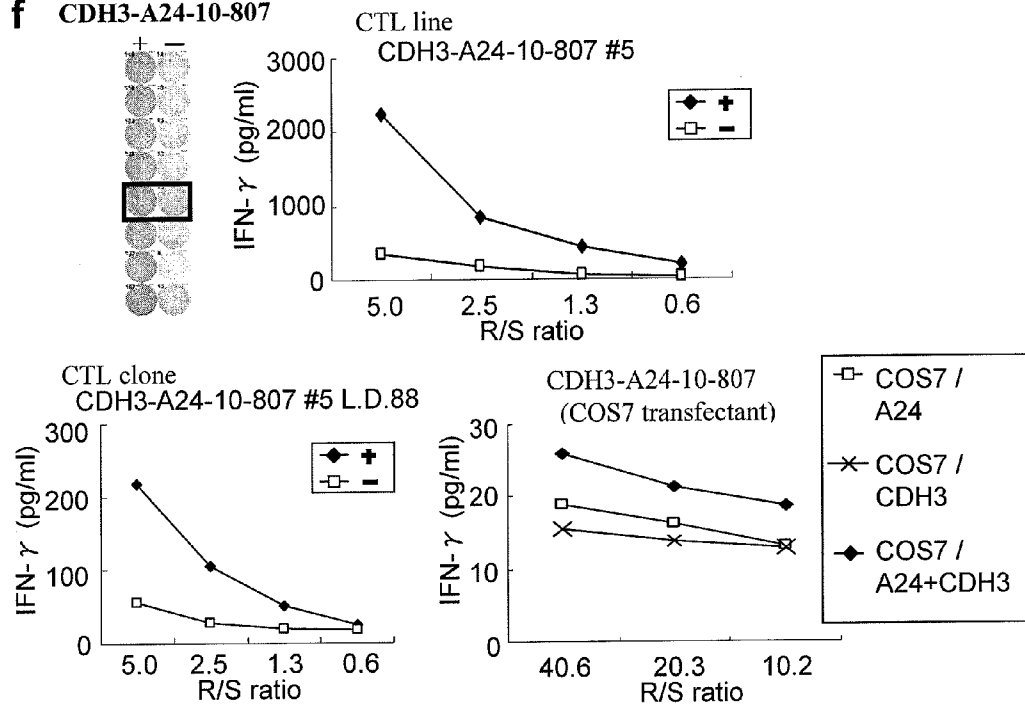 f CDH3-A24-10-807
+ −
CTL line
CDH3-A24-10-807 #5
IFN-γ (pg/ml)
3000
2000
1000
0
5.0 2.5 1.3 0.6
R/S ratio
+
−
CTL clone
CDH3-A24-10-807 #5 L.D.88
IFN-γ (pg/ml)
300
200
100
0
5.0 2.5 1.3 0.6
R/S ratio
+
−
CDH3-A24-10-807
(COS7 transfectant)
IFN-γ (pg/ml)
30
20
10
0
40.6 20.3 10.2
R/S ratio
COS7 /
A24
COS7 /
CDH3
COS7 /
A24+CDH3